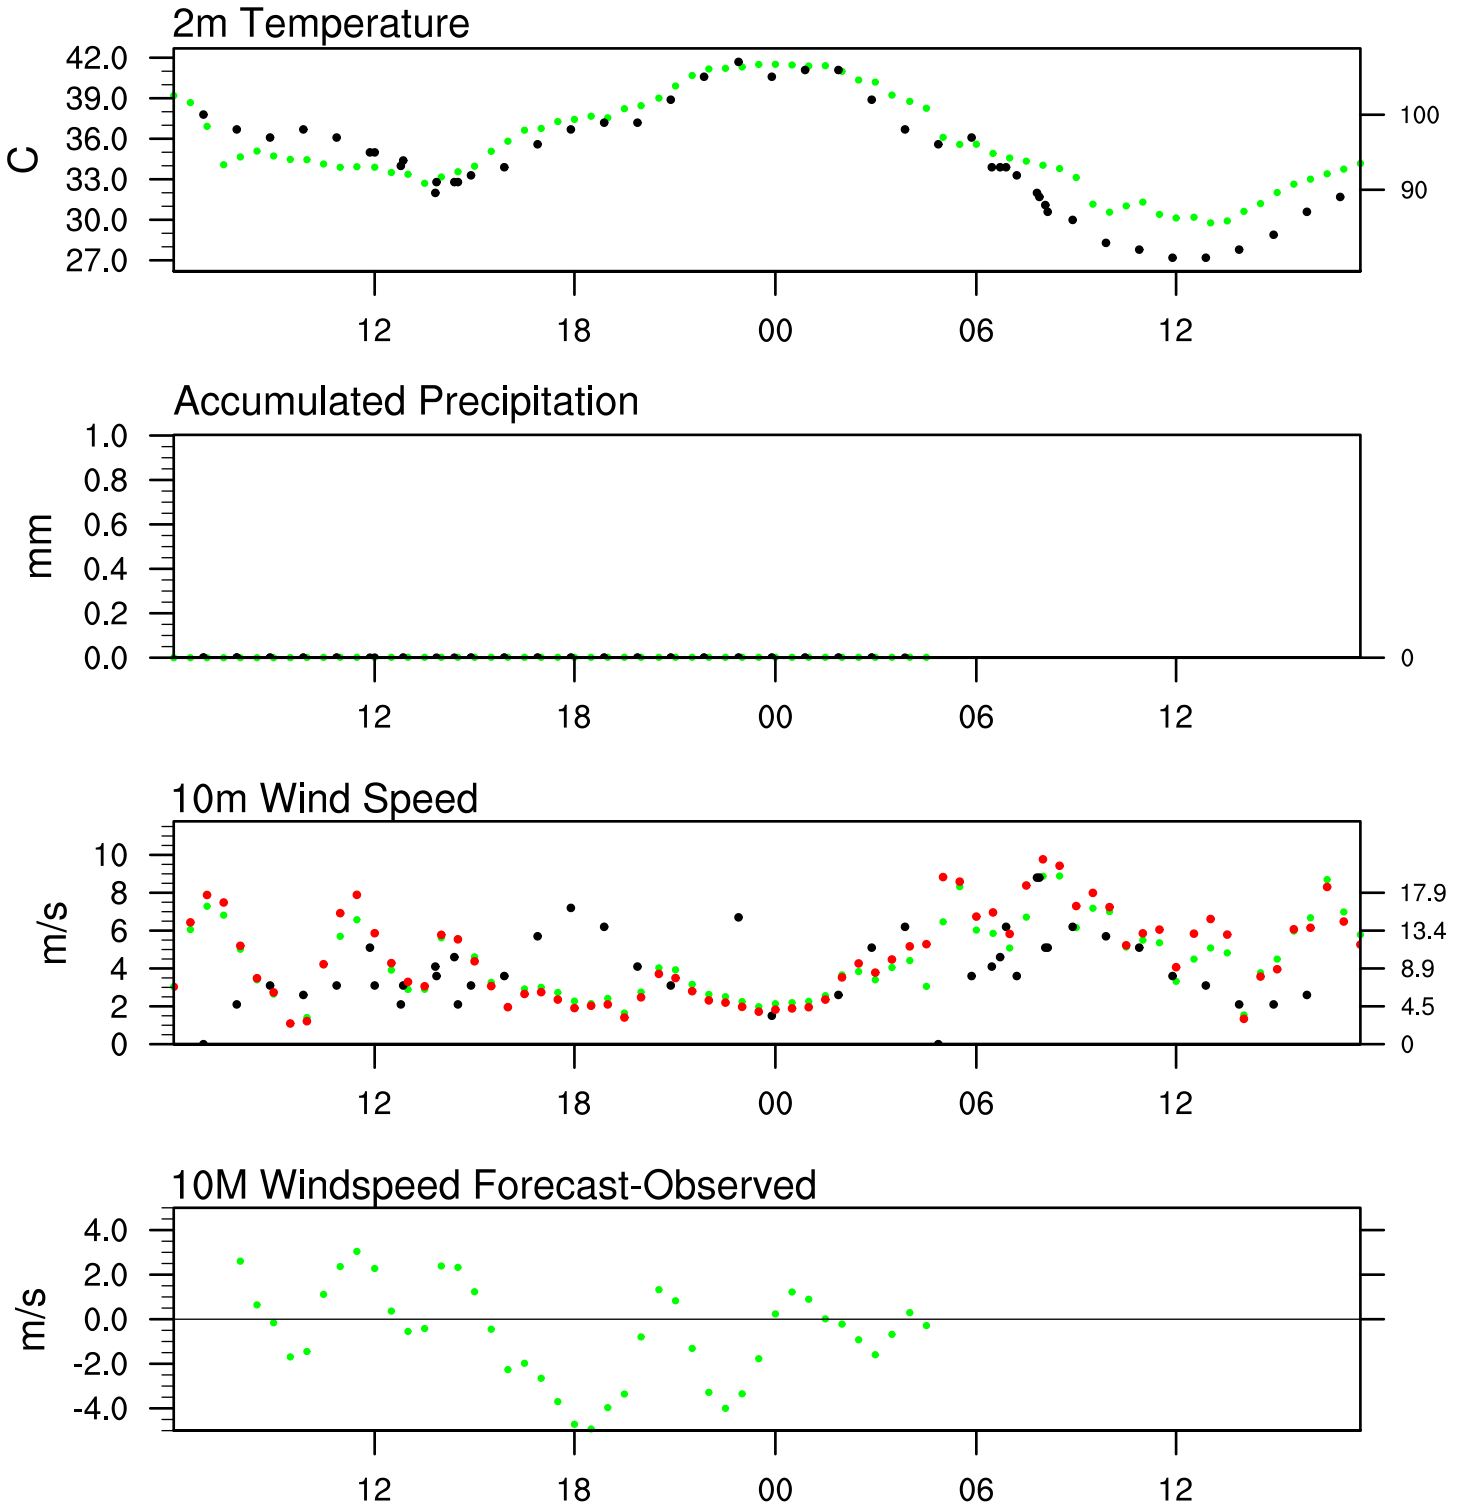 2m Temperature
42.0
39.0
36.0
33.0
30.0
27.0
C
100
90
12 18 00 06 12
Accumulated Precipitation
1.0
0.8
0.6
0.4
0.2
0.0
mm
0
12 18 00 06 12
10m Wind Speed
10
8
6
4
2
0
m/s
17.9
13.4
8.9
4.5
0
12 18 00 06 12
10M Windspeed Forecast-Observed
4.0
2.0
0.0
-2.0
-4.0
m/s
12 18 00 06 12